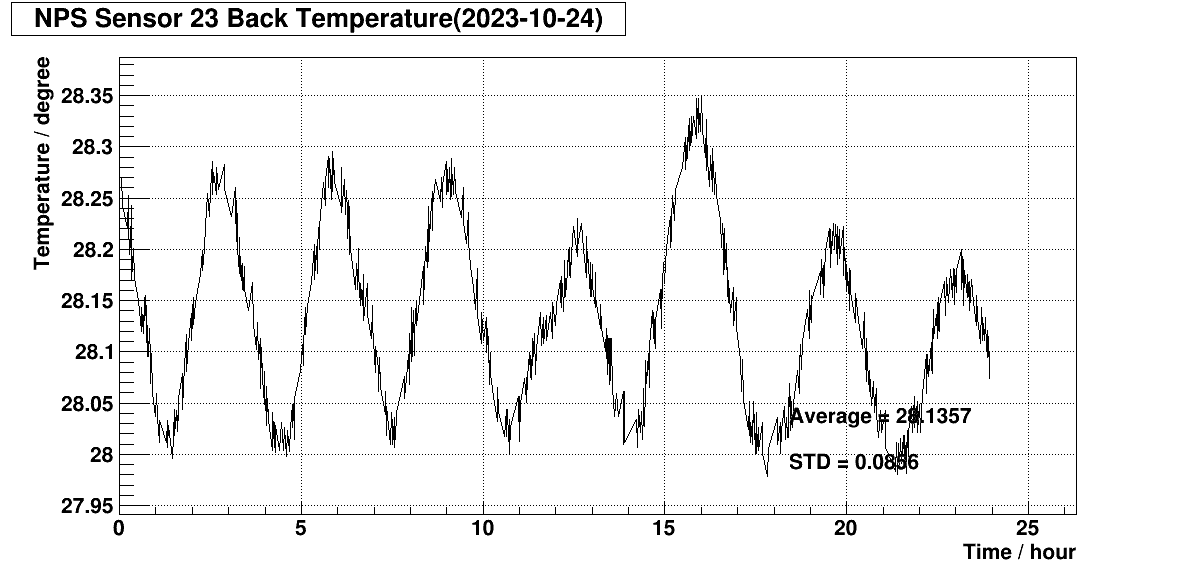 NPS Sensor 23 Back Temperature(2023-10-24)
Temperature / degree
28.35
28.3
28.25
28.2
28.15
28.1
28.05
28
27.95
Average = 28.1357
STD = 0.0856
0 5 10 15 20 25
Time / hour